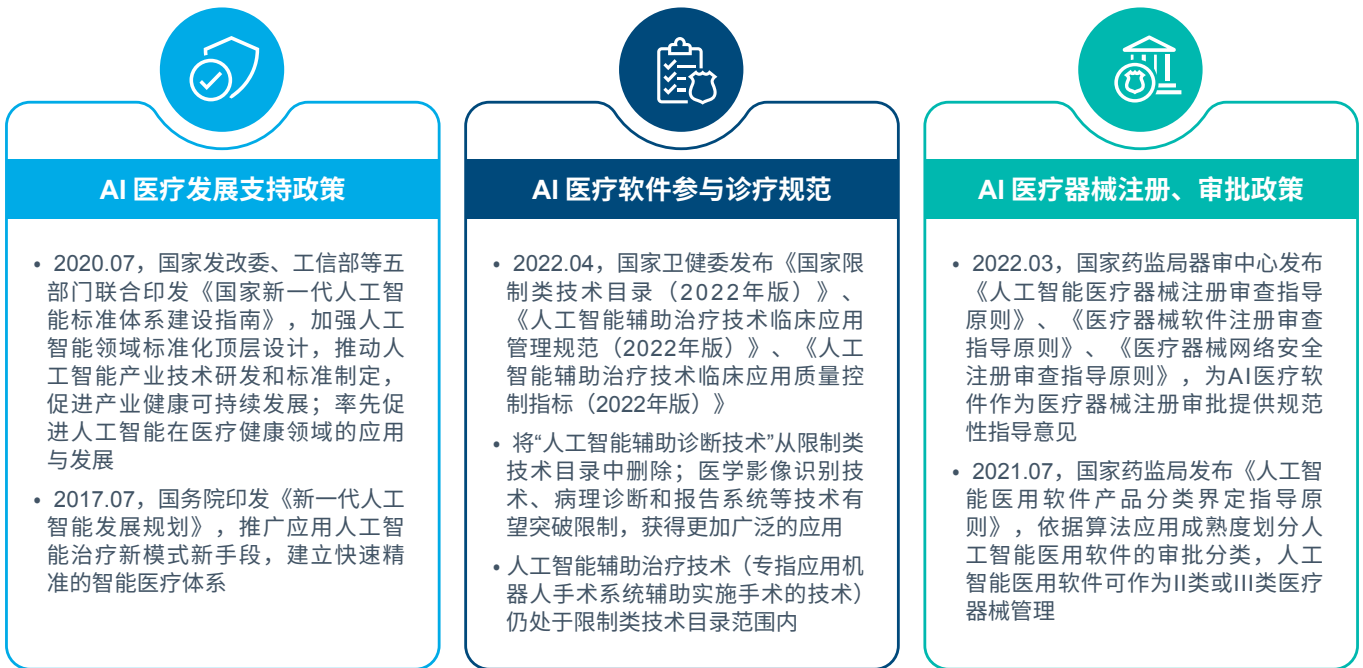 AI 医疗发展支持政策
• 2020.07，国家发改委、工信部等五
部门联合印发《国家新一代人工智
能标准体系建设指南》，加强人工
智能领域标准化顶层设计，推动人
工智能产业技术研发和标准制定，
促进产业健康可持续发展；率先促
进人工智能在医疗健康领域的应用
与发展
• 2017.07，国务院印发《新一代人工
智能发展规划》，推广应用人工智
能治疗新模式新手段，建立快速精
准的智能医疗体系
AI 医疗软件参与诊疗规范
• 2022.04，国家卫健委发布《国家限
制类技术目录（2022年版）》、
《人工智能辅助治疗技术临床应用
管理规范（2022年版）》、《人工
智能辅助治疗技术临床应用质量控
制指标（2022年版）》
• 将“人工智能辅助诊断技术”从限制类
技术目录中删除；医学影像识别技
术、病理诊断和报告系统等技术有
望突破限制，获得更加广泛的应用
• 人工智能辅助治疗技术（专指应用机
器人手术系统辅助实施手术的技术）
仍处于限制类技术目录范围内
AI 医疗器械注册、审批政策
• 2022.03，国家药监局器审中心发布
《人工智能医疗器械注册审查指导
原则》、《医疗器械软件注册审查
指导原则》、《医疗器械网络安全
注册审查指导原则》，为AI医疗软
件作为医疗器械注册审批提供规范
性指导意见
• 2021.07，国家药监局发布《人工智
能医用软件产品分类界定指导原
则》，依据算法应用成熟度划分人
工智能医用软件的审批分类，人工
智能医用软件可作为II类或III类医疗
器械管理